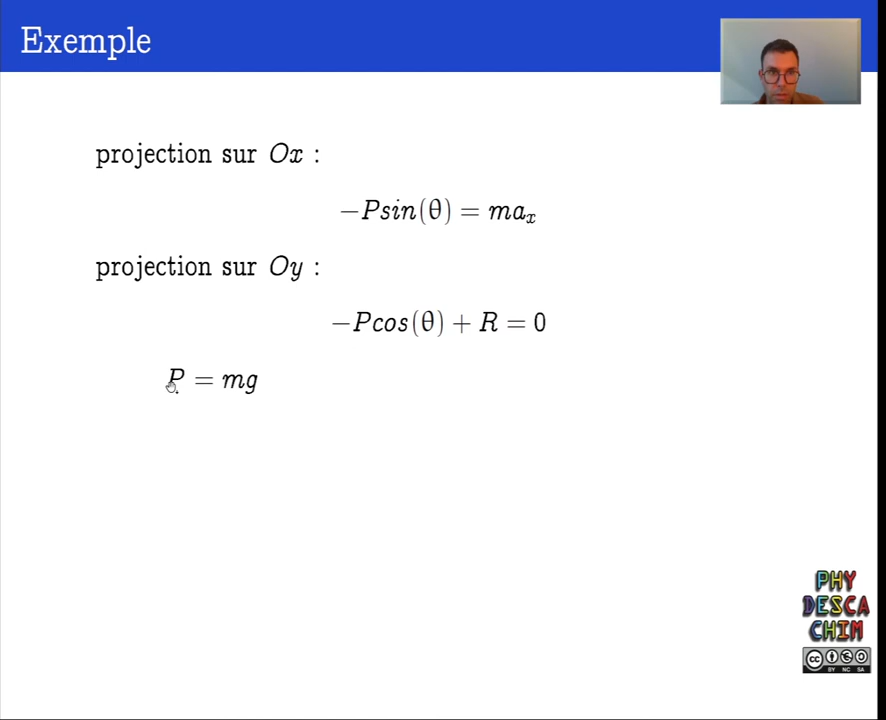 Exemple
projection sur Ox :
−Psin(θ) = maₓ
projection sur Oy :
−Pcos(θ) + R = 0
P = mg
PHY
DESCA
CHIM
cc
BY NC SA